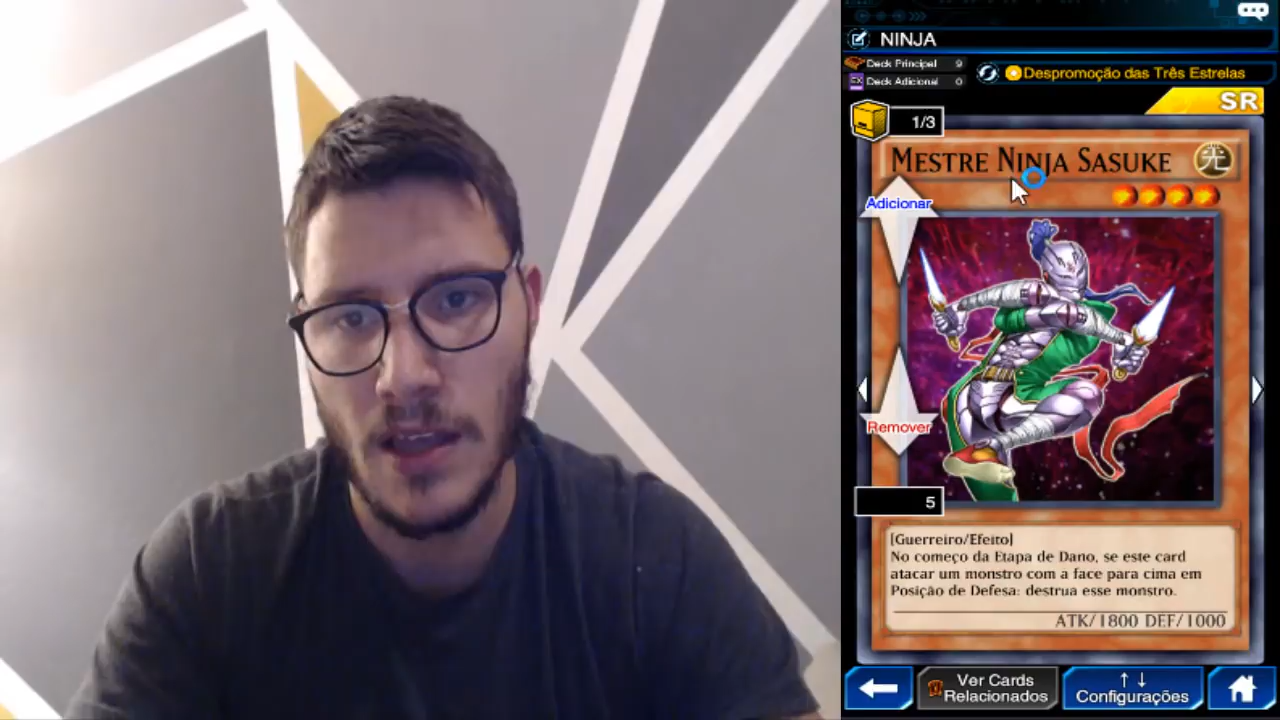 NINJA
Deck Principal 9
Deck Adicional 0
Despromoção das Três Estrelas
SR
1/3
MESTRE NINJA SASUKE
光
Adicionar
Remover
5
[Guerreiro/Efeito]
No começo da Etapa de Dano, se este card
atacar um monstro com a face para cima em
Posição de Defesa: destrua esse monstro.
ATK/1800 DEF/1000
Ver Cards
Relacionados
↑↓
Configurações